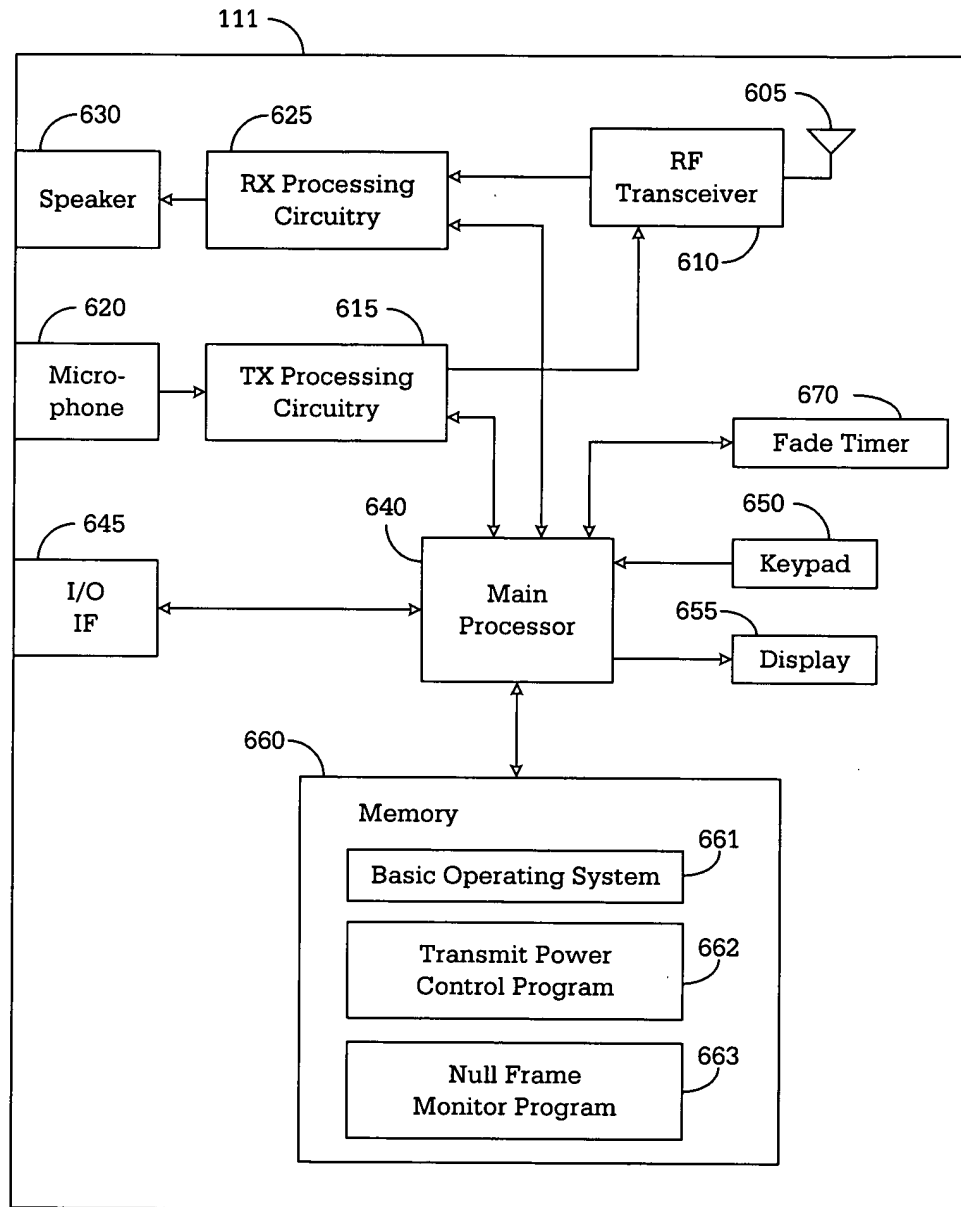 111
605
630
625
RF
Transceiver
RX Processing
Circuitry
Speaker
610
620
615
Micro-
phone
TX Processing
Circuitry
670
Fade Timer
640
650
645
Keypad
I/O
IF
Main
Processor
655
Display
660
Memory
661
Basic Operating System
662
Transmit Power
Control Program
663
Null Frame
Monitor Program